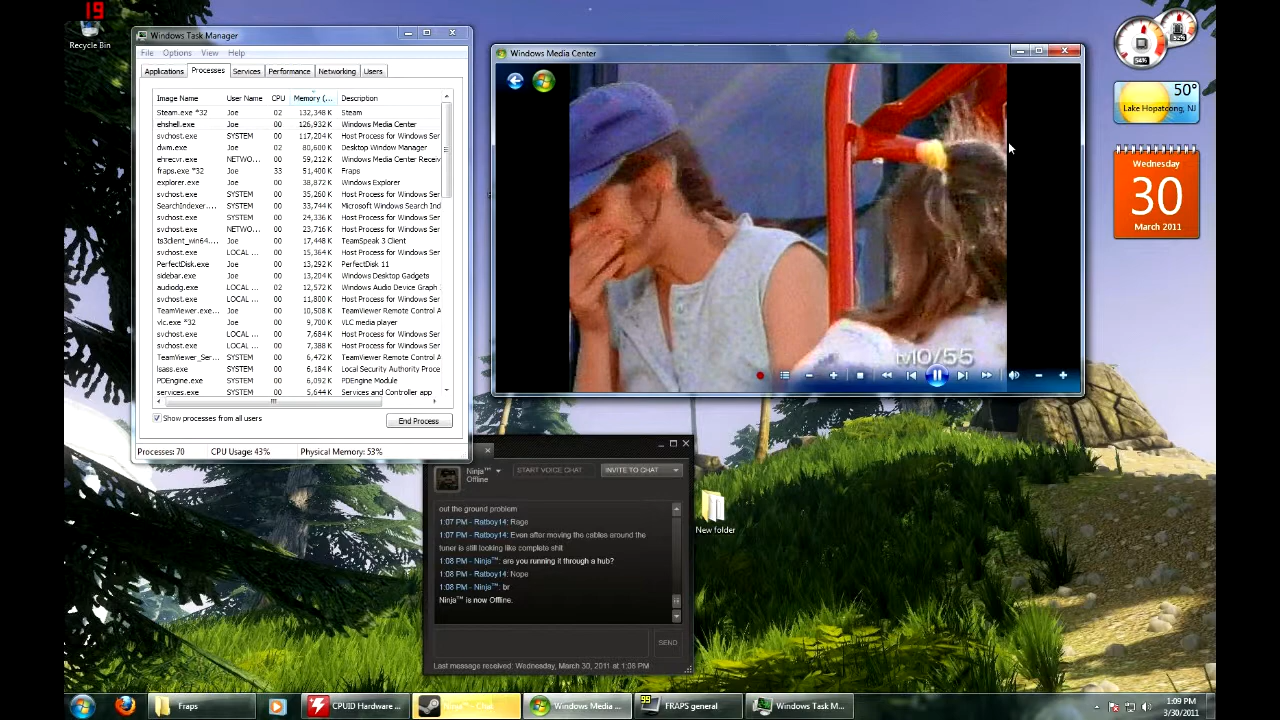 19
Recycle Bin
Windows Task Manager
File Options View Help
Applications Processes Services Performance Networking Users
Image Name User Name CPU Memory (... Description
Steam.exe *32 Joe 02 132,348 K Steam
ehshell.exe Joe 00 126,932 K Windows Media Center
svchost.exe SYSTEM 00 117,204 K Host Process for Windows Ser
dwm.exe Joe 02 80,600 K Desktop Window Manager
ehrecvr.exe NETWO... 00 59,212 K Windows Media Center Receiv
fraps.exe *32 Joe 33 51,400 K Fraps
explorer.exe Joe 00 38,872 K Windows Explorer
svchost.exe SYSTEM 00 35,260 K Host Process for Windows Ser
SearchIndexer.... SYSTEM 00 33,744 K Microsoft Windows Search Ind
svchost.exe SYSTEM 00 24,336 K Host Process for Windows Ser
svchost.exe NETWO... 00 23,716 K Host Process for Windows Ser
ts3client_win64.... Joe 00 17,448 K TeamSpeak 3 Client
svchost.exe LOCAL ... 00 15,364 K Host Process for Windows Ser
PerfectDisk.exe Joe 00 13,292 K PerfectDisk 11
sidebar.exe Joe 00 13,204 K Windows Desktop Gadgets
audiodg.exe LOCAL ... 02 12,572 K Windows Audio Device Graph
svchost.exe LOCAL ... 00 11,800 K Host Process for Windows Ser
TeamViewer.exe... Joe 00 10,508 K TeamViewer Remote Control A
vlc.exe *32 Joe 00 9,700 K VLC media player
svchost.exe LOCAL ... 00 7,684 K Host Process for Windows Ser
svchost.exe LOCAL ... 00 7,388 K Host Process for Windows Ser
TeamViewer_Ser... SYSTEM 00 6,472 K TeamViewer Remote Control A
lsass.exe SYSTEM 00 6,184 K Local Security Authority Proce
PDEngine.exe SYSTEM 00 6,092 K PDEngine Module
services.exe SYSTEM 00 5,644 K Services and Controller app
Show processes from all users
End Process
Processes: 70 CPU Usage: 43% Physical Memory: 53%
Windows Media Center
54%
52%
50°
Lake Hopatcong, NJ
Wednesday
30
March 2011
Ninja™
Offline
START VOICE CHAT
INVITE TO CHAT
out the ground problem
1:07 PM - Ratboy14: Rage
1:07 PM - Ratboy14: Even after moving the cables around the
tuner is still looking like complete shit
1:08 PM - Ninja™: are you running it through a hub?
1:08 PM - Ratboy14: Nope
1:08 PM - Ninja™: br
Ninja™ is now Offline.
SEND
Last message received: Wednesday, March 30, 2011 at 1:08 PM
New folder
Fraps
CPUID Hardware ...
Ninja™ - Chat
Windows Media ...
99
FRAPS general
Windows Task M...
1:09 PM
3/30/2011